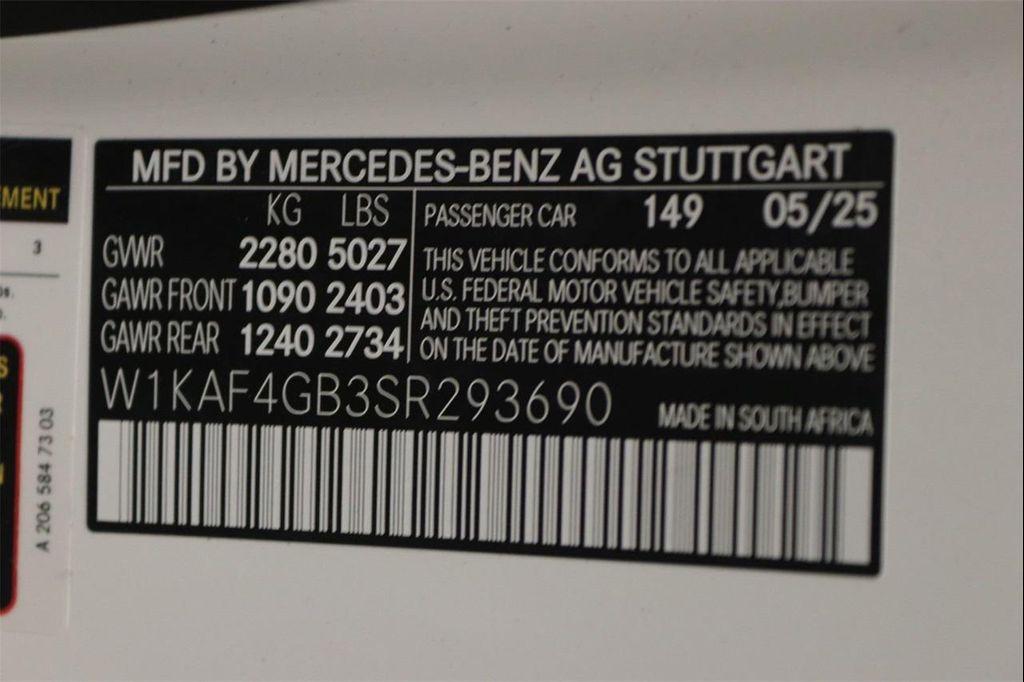 MFD BY MERCEDES-BENZ AG STUTTGART
KG LBS
GVWR 2280 5027
GAWR FRONT 1090 2403
GAWR REAR 1240 2734
PASSENGER CAR 149 05/25
THIS VEHICLE CONFORMS TO ALL APPLICABLE
U.S. FEDERAL MOTOR VEHICLE SAFETY,BUMPER
AND THEFT PREVENTION STANDARDS IN EFFECT
ON THE DATE OF MANUFACTURE SHOWN ABOVE
W1KAF4GB3SR293690
MADE IN SOUTH AFRICA
EMENT
3
A 206 584 73 03